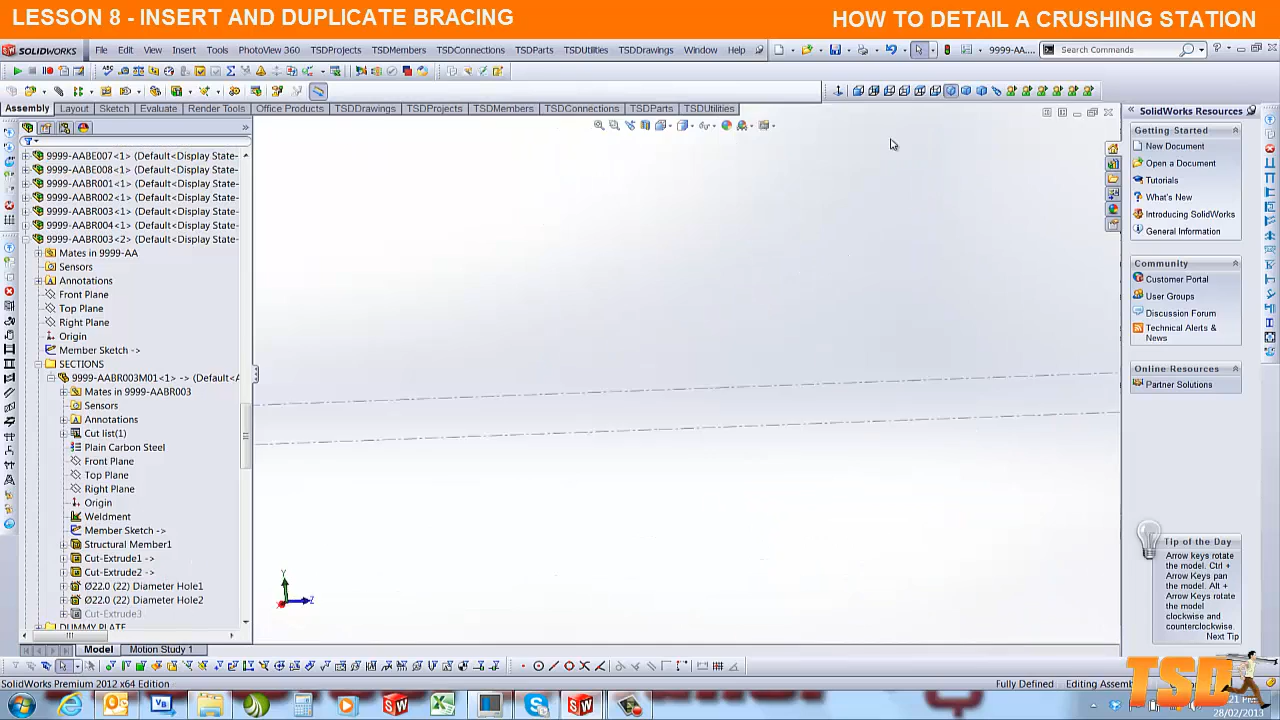 LESSON 8 - INSERT AND DUPLICATE BRACING
HOW TO DETAIL A CRUSHING STATION
SOLIDWORKS
File Edit View Insert Tools PhotoView 360 TSDProjects TSDMembers TSDConnections TSDParts TSDUtilities TSDDrawings Window Help
9999-AA...
Search Commands
Assembly Layout Sketch Evaluate Render Tools Office Products TSDDrawings TSDProjects TSDMembers TSDConnections TSDParts TSDUtilities
9999-AABE007<1> (Default<Display State-
9999-AABE008<1> (Default<Display State-
9999-AABR001<1> (Default<Display State-
9999-AABR002<1> (Default<Display State-
9999-AABR003<1> (Default<Display State-
9999-AABR004<1> (Default<Display State-
9999-AABR003<2> (Default<Display State-
Mates in 9999-AA
Sensors
Annotations
Front Plane
Top Plane
Right Plane
Origin
Member Sketch ->
SECTIONS
9999-AABR003M01<1> -> (Default<
Mates in 9999-AABR003
Sensors
Annotations
Cut list(1)
Plain Carbon Steel
Front Plane
Top Plane
Right Plane
Origin
Weldment
Member Sketch ->
Structural Member1
Cut-Extrude1 ->
Cut-Extrude2 ->
Ø22.0 (22) Diameter Hole1
Ø22.0 (22) Diameter Hole2
Cut-Extrude3
DUMMY PLATE
Y
Z
SolidWorks Resources
Getting Started
New Document
Open a Document
Tutorials
What's New
Introducing SolidWorks
General Information
Community
Customer Portal
User Groups
Discussion Forum
Technical Alerts &
News
Online Resources
Partner Solutions
Tip of the Day
Arrow keys rotate
the model. Ctrl +
Arrow Keys pan
the model. Alt +
Arrow Keys rotate
the model
clockwise and
counterclockwise.
Next Tip
Model Motion Study 1
SolidWorks Premium 2012 x64 Edition
Fully Defined
Editing Assemb
TSD
28/02/2013